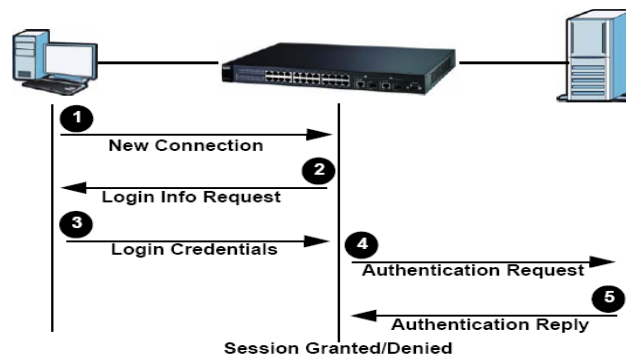 1
New Connection
2
Login Info Request
3
Login Credentials
4
Authentication Request
5
Authentication Reply
Session Granted/Denied